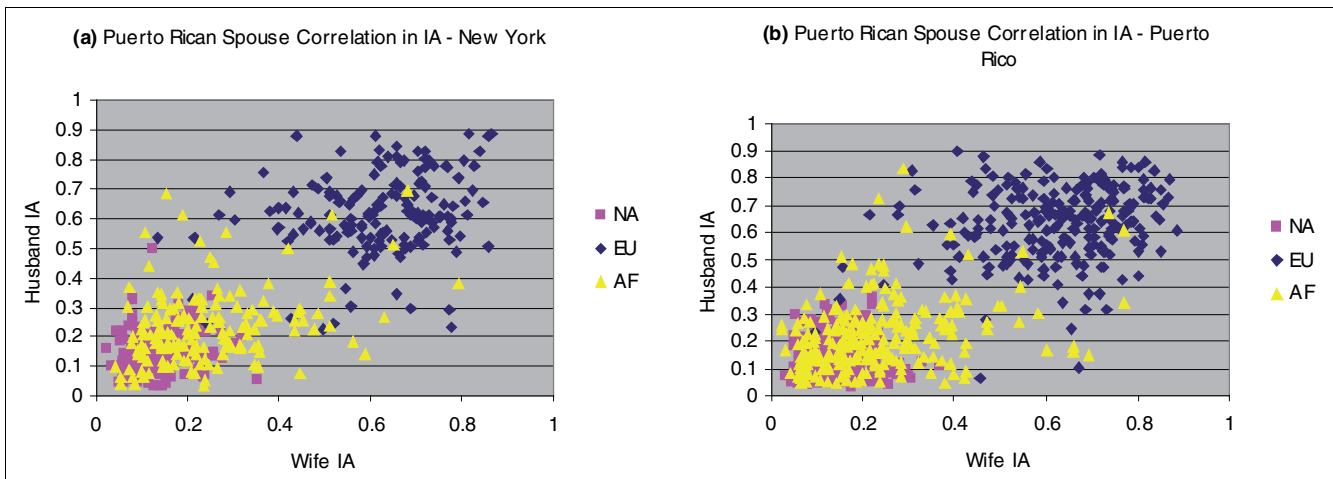 (a) Puerto Rican Spouse Correlation in IA - New York
1
0.9
0.8
0.7
0.6
0.5
0.4
0.3
0.2
0.1
0
Husband IA
0 0.2 0.4 0.6 0.8 1
Wife IA
NA
EU
AF
(b) Puerto Rican Spouse Correlation in IA - Puerto
Rico
1
0.9
0.8
0.7
0.6
0.5
0.4
0.3
0.2
0.1
0
Husband IA
0 0.2 0.4 0.6 0.8 1
Wife IA
NA
EU
AF